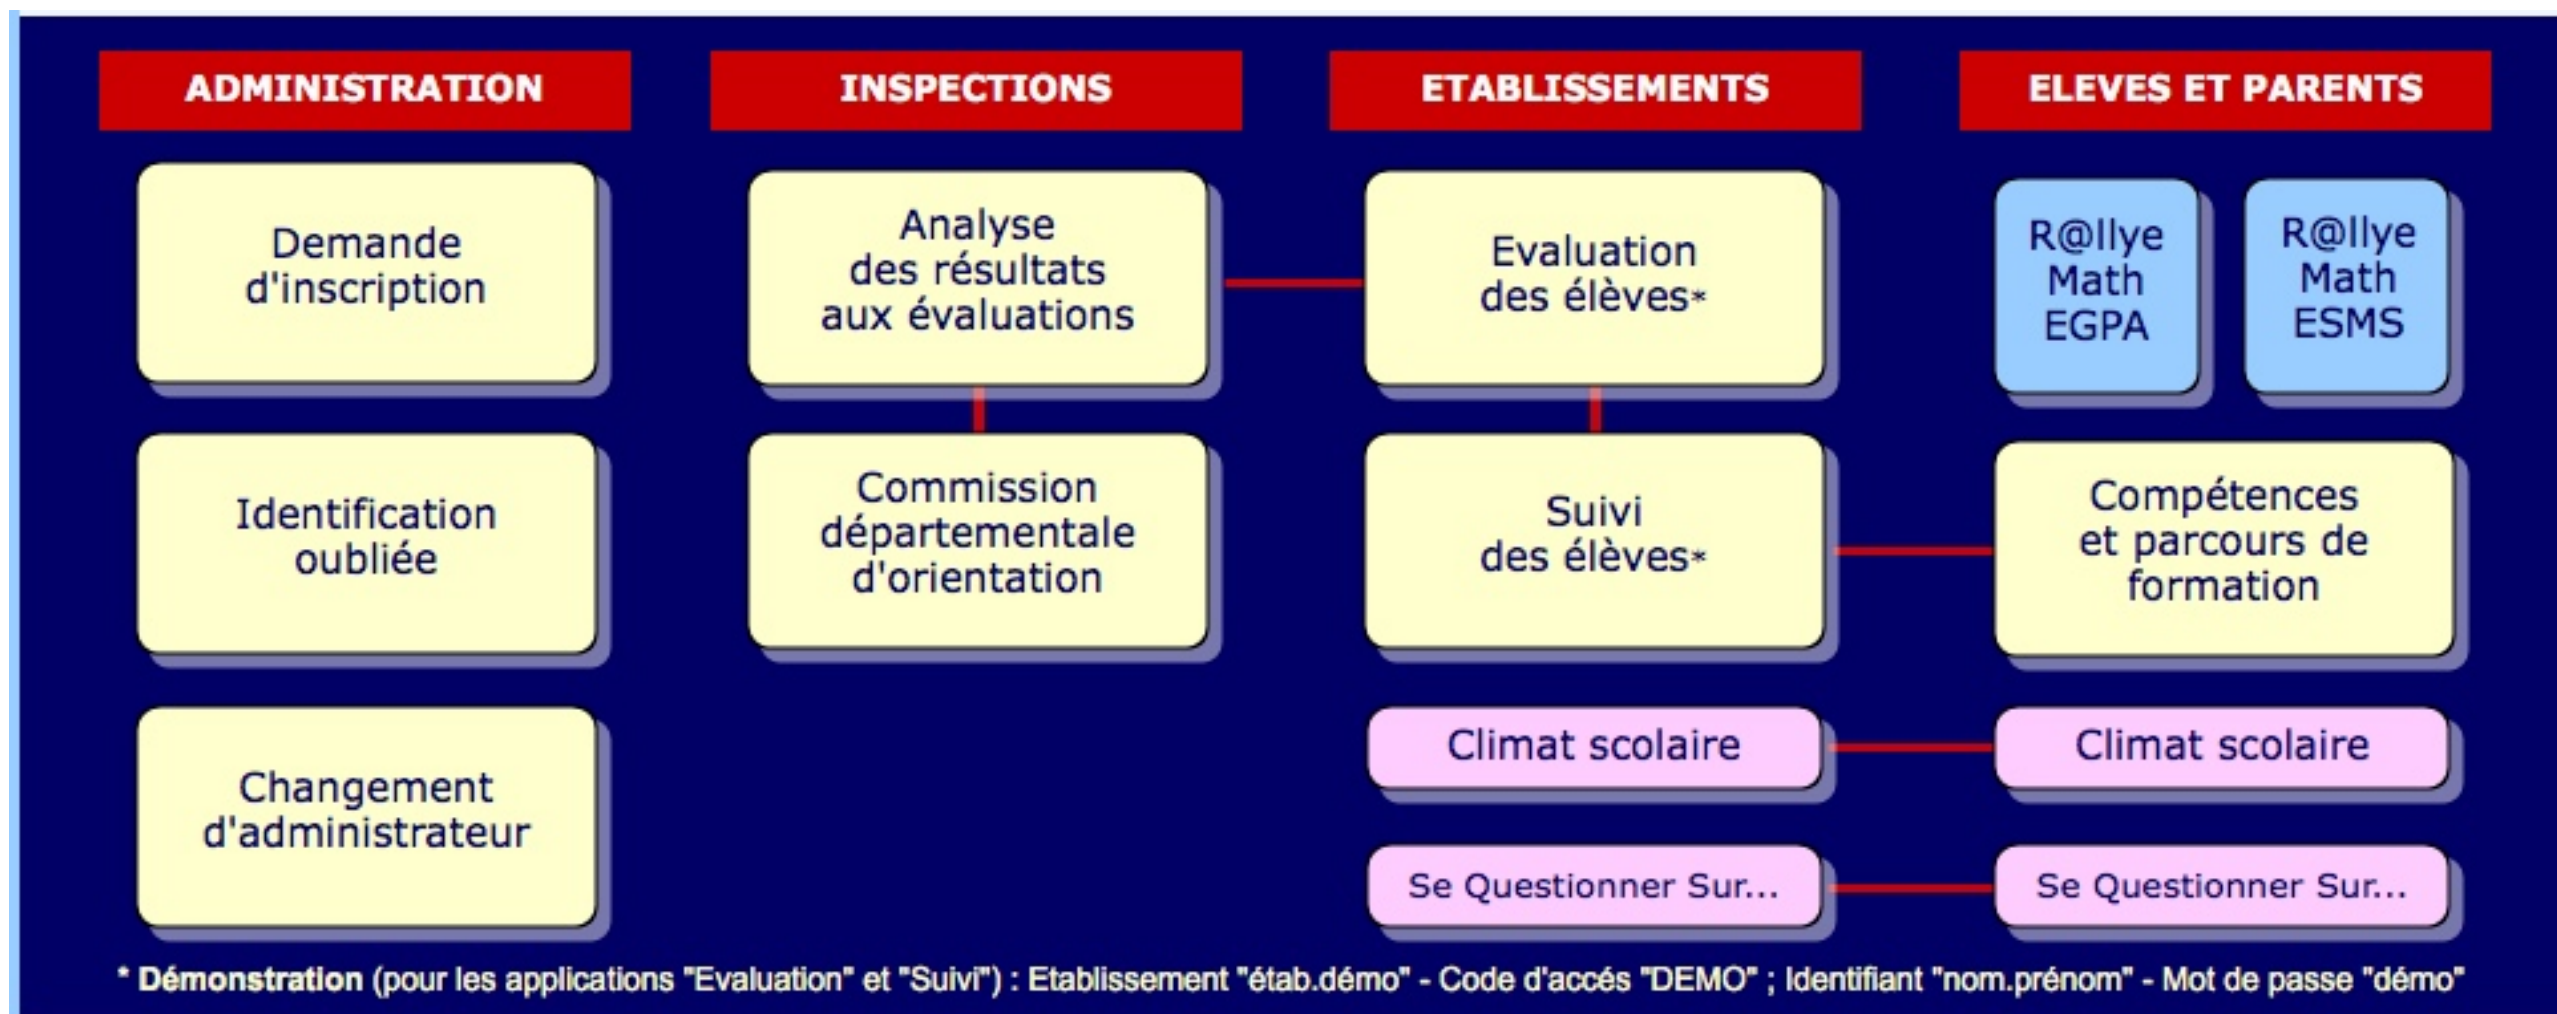 ADMINISTRATION
Demande
d'inscription
Identification
oubliée
Changement
d'administrateur
INSPECTIONS
Analyse
des résultats
aux évaluations
Commission
départementale
d'orientation
ETABLISSEMENTS
Evaluation
des élèves*
Suivi
des élèves*
Climat scolaire
Se Questionner Sur...
ELEVES ET PARENTS
R@llye
Math
EGPA
R@llye
Math
ESMS
Compétences
et parcours de
formation
Climat scolaire
Se Questionner Sur...
* Démonstration (pour les applications "Evaluation" et "Suivi") : Etablissement "étab.démo" - Code d'accés "DEMO" ; Identifiant "nom.prénom" - Mot de passe "démo"